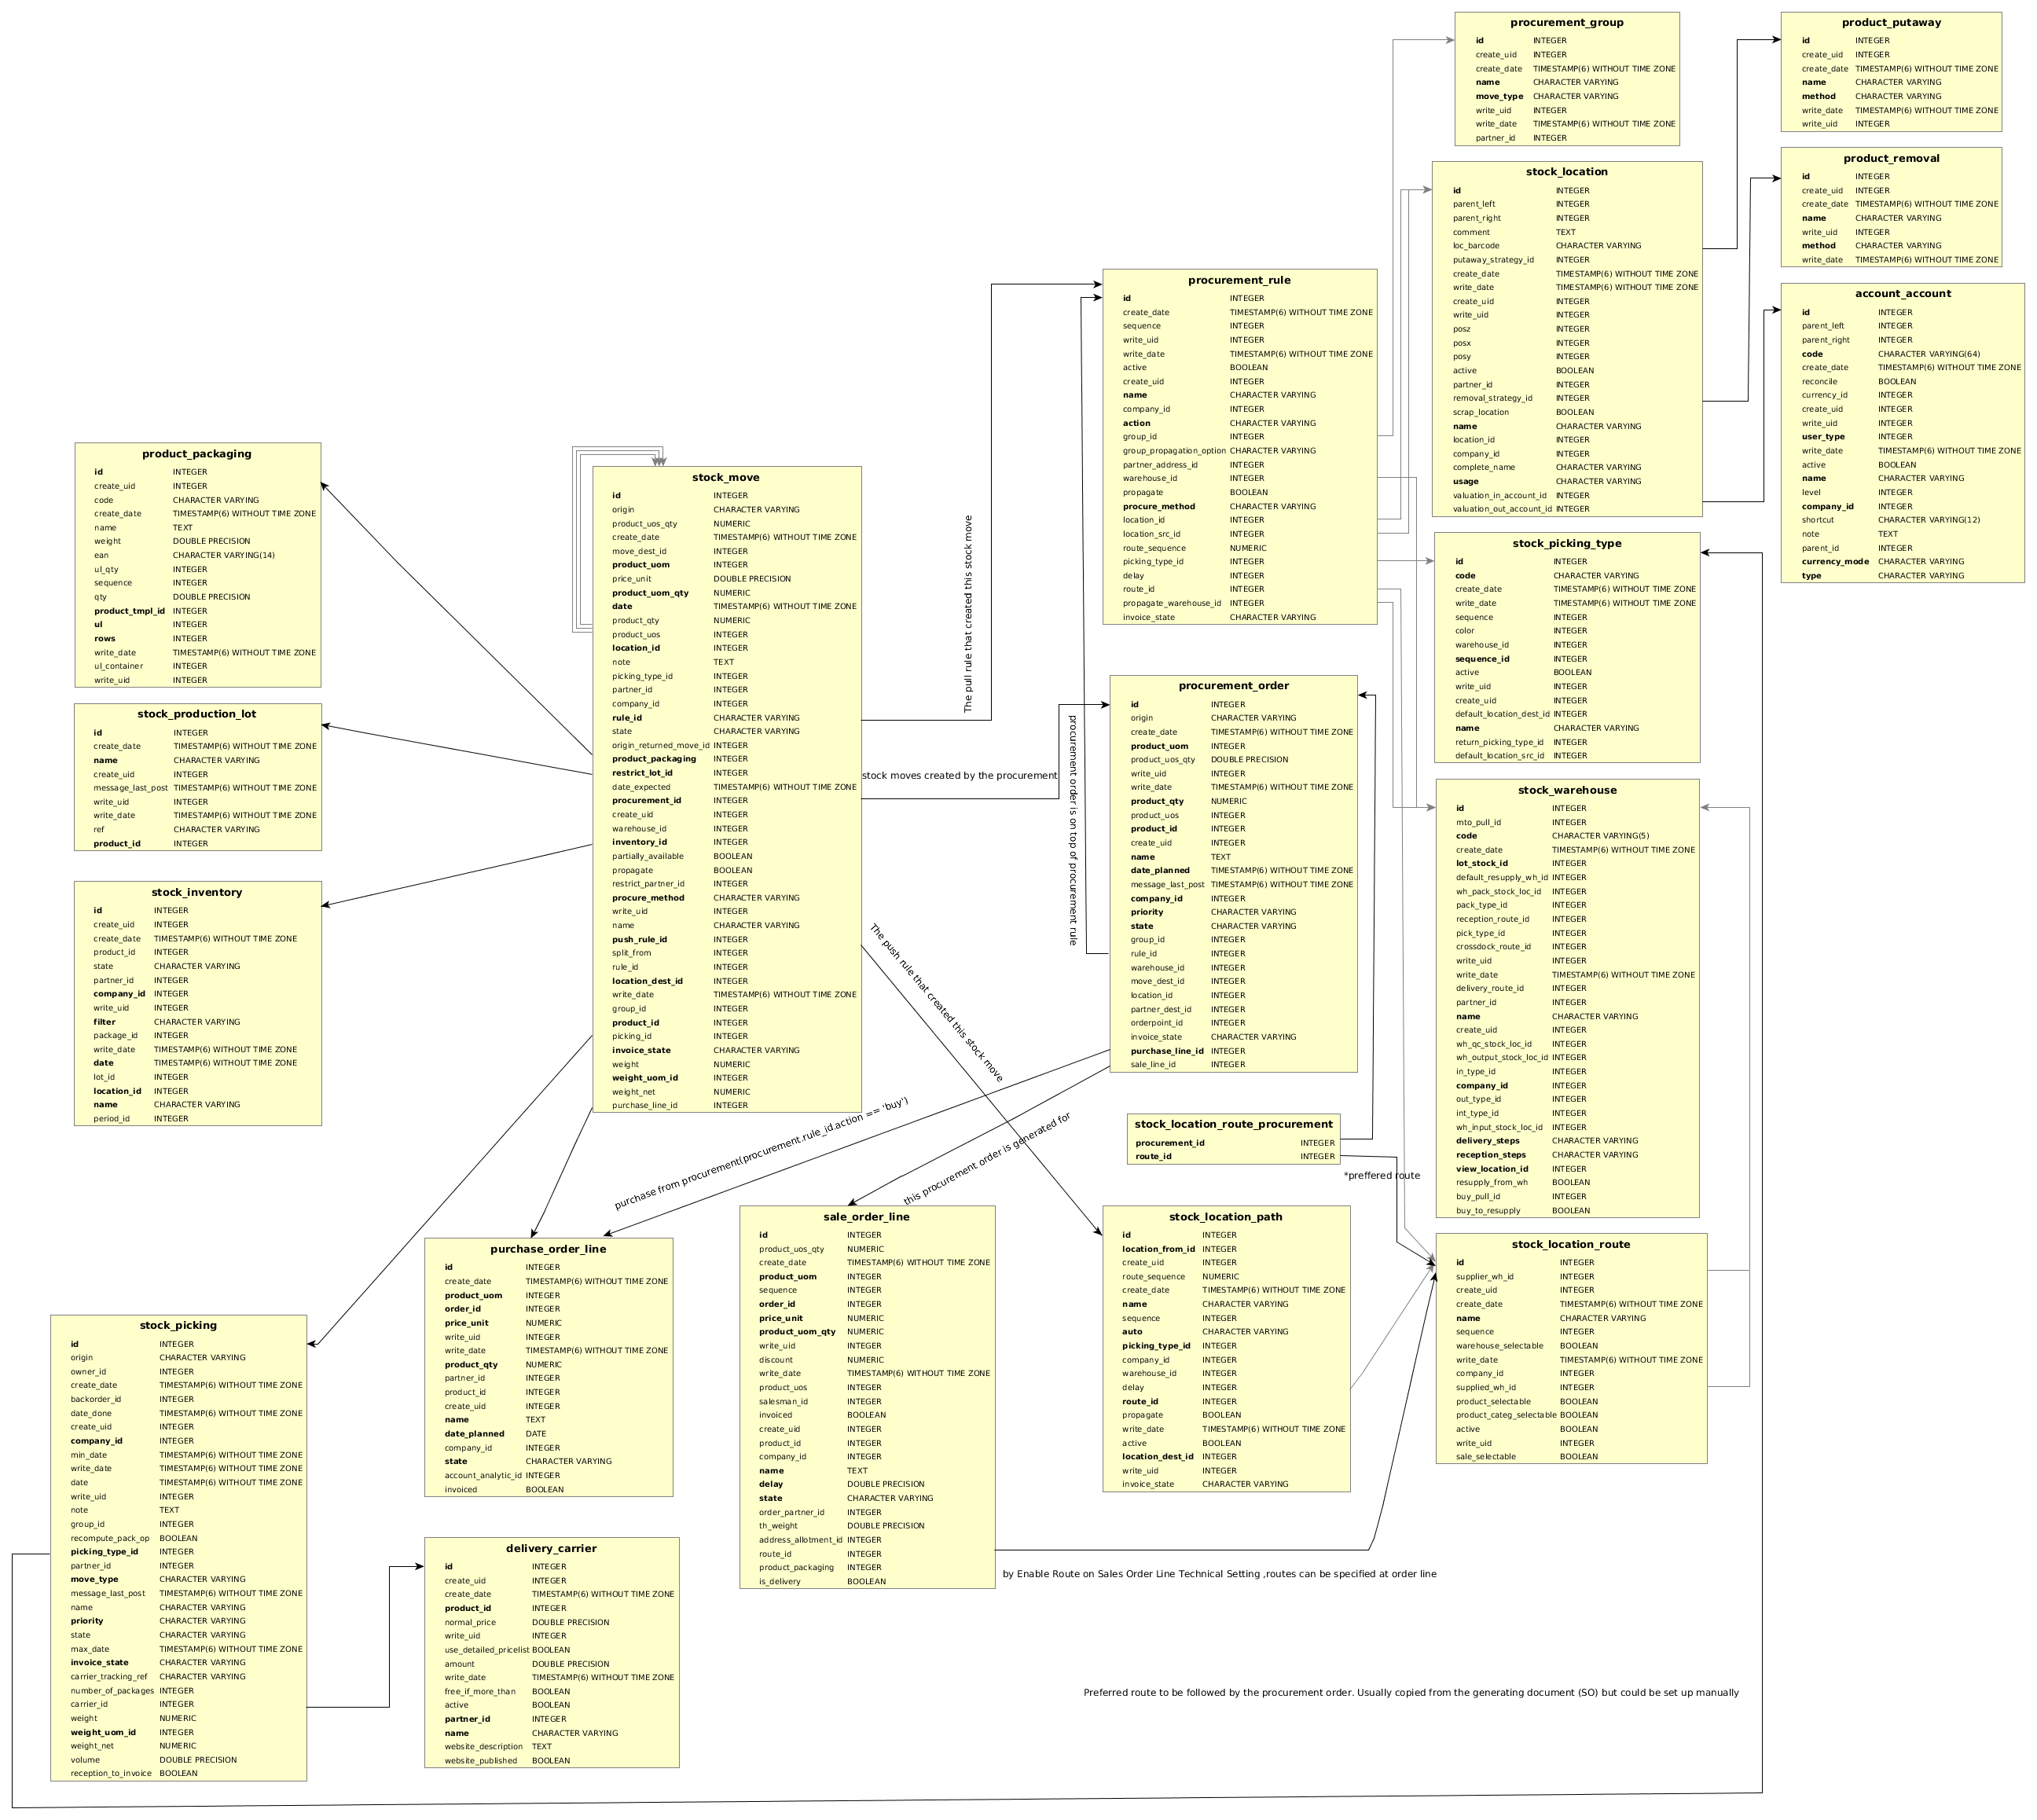 procurement_group
id INTEGER
create_uid INTEGER
create_date TIMESTAMP(6) WITHOUT TIME ZONE
name CHARACTER VARYING
move_type CHARACTER VARYING
write_uid INTEGER
write_date TIMESTAMP(6) WITHOUT TIME ZONE
partner_id INTEGER
product_putaway
id INTEGER
create_uid INTEGER
create_date TIMESTAMP(6) WITHOUT TIME ZONE
name CHARACTER VARYING
method CHARACTER VARYING
write_date TIMESTAMP(6) WITHOUT TIME ZONE
write_uid INTEGER
product_removal
id INTEGER
create_uid INTEGER
create_date TIMESTAMP(6) WITHOUT TIME ZONE
name CHARACTER VARYING
write_uid INTEGER
method CHARACTER VARYING
write_date TIMESTAMP(6) WITHOUT TIME ZONE
stock_location
id INTEGER
parent_left INTEGER
parent_right INTEGER
comment TEXT
loc_barcode CHARACTER VARYING
putaway_strategy_id INTEGER
create_date TIMESTAMP(6) WITHOUT TIME ZONE
write_date TIMESTAMP(6) WITHOUT TIME ZONE
create_uid INTEGER
write_uid INTEGER
posz INTEGER
posx INTEGER
posy INTEGER
active BOOLEAN
partner_id INTEGER
removal_strategy_id INTEGER
scrap_location BOOLEAN
name CHARACTER VARYING
location_id INTEGER
company_id INTEGER
complete_name CHARACTER VARYING
usage CHARACTER VARYING
valuation_in_account_id INTEGER
valuation_out_account_id INTEGER
account_account
id INTEGER
parent_left INTEGER
parent_right INTEGER
code CHARACTER VARYING(64)
create_date TIMESTAMP(6) WITHOUT TIME ZONE
reconcile BOOLEAN
currency_id INTEGER
create_uid INTEGER
write_uid INTEGER
user_type INTEGER
write_date TIMESTAMP(6) WITHOUT TIME ZONE
active BOOLEAN
name CHARACTER VARYING
level INTEGER
company_id INTEGER
shortcut CHARACTER VARYING(12)
note TEXT
parent_id INTEGER
currency_mode CHARACTER VARYING
type CHARACTER VARYING
procurement_rule
id INTEGER
create_date TIMESTAMP(6) WITHOUT TIME ZONE
sequence INTEGER
write_uid INTEGER
write_date TIMESTAMP(6) WITHOUT TIME ZONE
active BOOLEAN
create_uid INTEGER
name CHARACTER VARYING
company_id INTEGER
action CHARACTER VARYING
group_id INTEGER
group_propagation_option CHARACTER VARYING
partner_address_id INTEGER
warehouse_id INTEGER
propagate BOOLEAN
procure_method CHARACTER VARYING
location_id INTEGER
location_src_id INTEGER
route_sequence NUMERIC
picking_type_id INTEGER
delay INTEGER
route_id INTEGER
propagate_warehouse_id INTEGER
invoice_state CHARACTER VARYING
product_packaging
id INTEGER
create_uid INTEGER
code CHARACTER VARYING
create_date TIMESTAMP(6) WITHOUT TIME ZONE
name TEXT
weight DOUBLE PRECISION
ean CHARACTER VARYING(14)
ul_qty INTEGER
sequence INTEGER
qty DOUBLE PRECISION
product_tmpl_id INTEGER
ul INTEGER
rows INTEGER
write_date TIMESTAMP(6) WITHOUT TIME ZONE
ul_container INTEGER
write_uid INTEGER
stock_move
id INTEGER
origin CHARACTER VARYING
product_uos_qty NUMERIC
create_date TIMESTAMP(6) WITHOUT TIME ZONE
move_dest_id INTEGER
product_uom INTEGER
price_unit DOUBLE PRECISION
product_uom_qty NUMERIC
date TIMESTAMP(6) WITHOUT TIME ZONE
product_qty NUMERIC
product_uos INTEGER
location_id INTEGER
note TEXT
picking_type_id INTEGER
partner_id INTEGER
company_id INTEGER
rule_id CHARACTER VARYING
state CHARACTER VARYING
origin_returned_move_id INTEGER
product_packaging INTEGER
restrict_lot_id INTEGER
date_expected TIMESTAMP(6) WITHOUT TIME ZONE
procurement_id INTEGER
create_uid INTEGER
warehouse_id INTEGER
inventory_id INTEGER
partially_available BOOLEAN
propagate BOOLEAN
restrict_partner_id INTEGER
procure_method CHARACTER VARYING
write_uid INTEGER
name CHARACTER VARYING
push_rule_id INTEGER
split_from INTEGER
rule_id INTEGER
location_dest_id INTEGER
write_date TIMESTAMP(6) WITHOUT TIME ZONE
group_id INTEGER
product_id INTEGER
picking_id INTEGER
invoice_state CHARACTER VARYING
weight NUMERIC
weight_uom_id INTEGER
weight_net NUMERIC
purchase_line_id INTEGER
The pull rule that created this stock move
stock moves created by the procurement
procurement order is on top of procurement rule
The push rule that created this stock move
stock_picking_type
id INTEGER
code CHARACTER VARYING
create_date TIMESTAMP(6) WITHOUT TIME ZONE
write_date TIMESTAMP(6) WITHOUT TIME ZONE
sequence INTEGER
color INTEGER
warehouse_id INTEGER
sequence_id INTEGER
active BOOLEAN
write_uid INTEGER
create_uid INTEGER
default_location_dest_id INTEGER
name CHARACTER VARYING
return_picking_type_id INTEGER
default_location_src_id INTEGER
procurement_order
id INTEGER
origin CHARACTER VARYING
create_date TIMESTAMP(6) WITHOUT TIME ZONE
product_uom INTEGER
product_uos_qty DOUBLE PRECISION
write_uid INTEGER
write_date TIMESTAMP(6) WITHOUT TIME ZONE
product_qty NUMERIC
product_uos INTEGER
product_id INTEGER
create_uid INTEGER
name TEXT
date_planned TIMESTAMP(6) WITHOUT TIME ZONE
message_last_post TIMESTAMP(6) WITHOUT TIME ZONE
company_id INTEGER
priority CHARACTER VARYING
state CHARACTER VARYING
group_id INTEGER
rule_id INTEGER
warehouse_id INTEGER
move_dest_id INTEGER
location_id INTEGER
partner_dest_id INTEGER
orderpoint_id INTEGER
invoice_state CHARACTER VARYING
purchase_line_id INTEGER
sale_line_id INTEGER
stock_production_lot
id INTEGER
create_date TIMESTAMP(6) WITHOUT TIME ZONE
name CHARACTER VARYING
create_uid INTEGER
message_last_post TIMESTAMP(6) WITHOUT TIME ZONE
write_uid INTEGER
write_date TIMESTAMP(6) WITHOUT TIME ZONE
ref CHARACTER VARYING
product_id INTEGER
stock_inventory
id INTEGER
create_uid INTEGER
create_date TIMESTAMP(6) WITHOUT TIME ZONE
product_id INTEGER
state CHARACTER VARYING
partner_id INTEGER
company_id INTEGER
write_uid INTEGER
filter CHARACTER VARYING
package_id INTEGER
write_date TIMESTAMP(6) WITHOUT TIME ZONE
date TIMESTAMP(6) WITHOUT TIME ZONE
lot_id INTEGER
location_id INTEGER
name CHARACTER VARYING
period_id INTEGER
stock_warehouse
id INTEGER
mto_pull_id INTEGER
code CHARACTER VARYING(5)
create_date TIMESTAMP(6) WITHOUT TIME ZONE
lot_stock_id INTEGER
default_resupply_wh_id INTEGER
wh_pack_stock_loc_id INTEGER
pack_type_id INTEGER
reception_route_id INTEGER
pick_type_id INTEGER
crossdock_route_id INTEGER
write_uid INTEGER
write_date TIMESTAMP(6) WITHOUT TIME ZONE
delivery_route_id INTEGER
partner_id INTEGER
name CHARACTER VARYING
create_uid INTEGER
wh_qc_stock_loc_id INTEGER
wh_output_stock_loc_id INTEGER
in_type_id INTEGER
company_id INTEGER
out_type_id INTEGER
int_type_id INTEGER
wh_input_stock_loc_id INTEGER
delivery_steps CHARACTER VARYING
reception_steps CHARACTER VARYING
view_location_id INTEGER
resupply_from_wh BOOLEAN
buy_pull_id INTEGER
buy_to_resupply BOOLEAN
stock_location_route_procurement
procurement_id INTEGER
route_id INTEGER
*preffered route
purchase from procurement(procurement.rule_id.action == 'buy')
this procurement order is generated for
purchase_order_line
id INTEGER
create_date TIMESTAMP(6) WITHOUT TIME ZONE
product_uom INTEGER
order_id INTEGER
price_unit NUMERIC
write_uid INTEGER
write_date TIMESTAMP(6) WITHOUT TIME ZONE
product_qty NUMERIC
partner_id INTEGER
product_id INTEGER
create_uid INTEGER
name TEXT
date_planned DATE
company_id INTEGER
state CHARACTER VARYING
account_analytic_id INTEGER
invoiced BOOLEAN
sale_order_line
id INTEGER
product_uos_qty NUMERIC
create_date TIMESTAMP(6) WITHOUT TIME ZONE
product_uom INTEGER
sequence INTEGER
order_id INTEGER
price_unit NUMERIC
product_uom_qty NUMERIC
write_uid INTEGER
discount NUMERIC
write_date TIMESTAMP(6) WITHOUT TIME ZONE
product_uos INTEGER
salesman_id INTEGER
invoiced BOOLEAN
create_uid INTEGER
product_id INTEGER
company_id INTEGER
name TEXT
delay DOUBLE PRECISION
state CHARACTER VARYING
order_partner_id INTEGER
th_weight DOUBLE PRECISION
address_allotment_id INTEGER
route_id INTEGER
product_packaging INTEGER
is_delivery BOOLEAN
stock_location_path
id INTEGER
location_from_id INTEGER
create_uid INTEGER
route_sequence NUMERIC
create_date TIMESTAMP(6) WITHOUT TIME ZONE
name CHARACTER VARYING
sequence INTEGER
auto CHARACTER VARYING
picking_type_id INTEGER
company_id INTEGER
warehouse_id INTEGER
delay INTEGER
route_id INTEGER
propagate BOOLEAN
write_date TIMESTAMP(6) WITHOUT TIME ZONE
active BOOLEAN
location_dest_id INTEGER
write_uid INTEGER
invoice_state CHARACTER VARYING
stock_location_route
id INTEGER
supplier_wh_id INTEGER
create_uid INTEGER
create_date TIMESTAMP(6) WITHOUT TIME ZONE
name CHARACTER VARYING
sequence INTEGER
warehouse_selectable BOOLEAN
write_date TIMESTAMP(6) WITHOUT TIME ZONE
company_id INTEGER
supplied_wh_id INTEGER
product_selectable BOOLEAN
product_categ_selectable BOOLEAN
active BOOLEAN
write_uid INTEGER
sale_selectable BOOLEAN
stock_picking
id INTEGER
origin CHARACTER VARYING
owner_id INTEGER
create_date TIMESTAMP(6) WITHOUT TIME ZONE
backorder_id INTEGER
date_done TIMESTAMP(6) WITHOUT TIME ZONE
create_uid INTEGER
company_id INTEGER
min_date TIMESTAMP(6) WITHOUT TIME ZONE
write_date TIMESTAMP(6) WITHOUT TIME ZONE
date TIMESTAMP(6) WITHOUT TIME ZONE
write_uid INTEGER
note TEXT
group_id INTEGER
recompute_pack_op BOOLEAN
picking_type_id INTEGER
partner_id INTEGER
move_type CHARACTER VARYING
message_last_post TIMESTAMP(6) WITHOUT TIME ZONE
name CHARACTER VARYING
priority CHARACTER VARYING
state CHARACTER VARYING
max_date TIMESTAMP(6) WITHOUT TIME ZONE
invoice_state CHARACTER VARYING
carrier_tracking_ref CHARACTER VARYING
number_of_packages INTEGER
carrier_id INTEGER
weight NUMERIC
weight_uom_id INTEGER
weight_net NUMERIC
volume DOUBLE PRECISION
reception_to_invoice BOOLEAN
delivery_carrier
id INTEGER
create_uid INTEGER
create_date TIMESTAMP(6) WITHOUT TIME ZONE
product_id INTEGER
normal_price DOUBLE PRECISION
write_uid INTEGER
use_detailed_pricelist BOOLEAN
amount DOUBLE PRECISION
write_date TIMESTAMP(6) WITHOUT TIME ZONE
free_if_more_than BOOLEAN
active BOOLEAN
partner_id INTEGER
name CHARACTER VARYING
website_description TEXT
website_published BOOLEAN
by Enable Route on Sales Order Line Technical Setting ,routes can be specified at order line
Preferred route to be followed by the procurement order. Usually copied from the generating document (SO) but could be set up manually